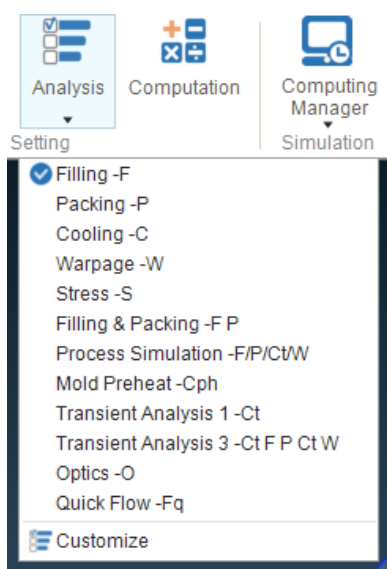 Analysis
Computation
Computing
Manager
Setting
Simulation
Filling -F
Packing -P
Cooling -C
Warpage -W
Stress -S
Filling & Packing -F P
Process Simulation -F/P/Ct/W
Mold Preheat -Cph
Transient Analysis 1 -Ct
Transient Analysis 3 -Ct F P Ct W
Optics -O
Quick Flow -Fq
Customize